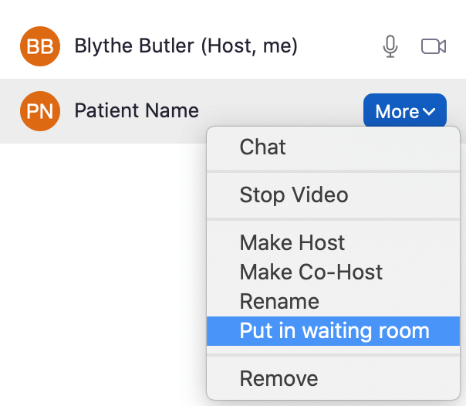 BB Blythe Butler (Host, me)
PN Patient Name More
Chat
Stop Video
Make Host
Make Co-Host
Rename
Put in waiting room
Remove